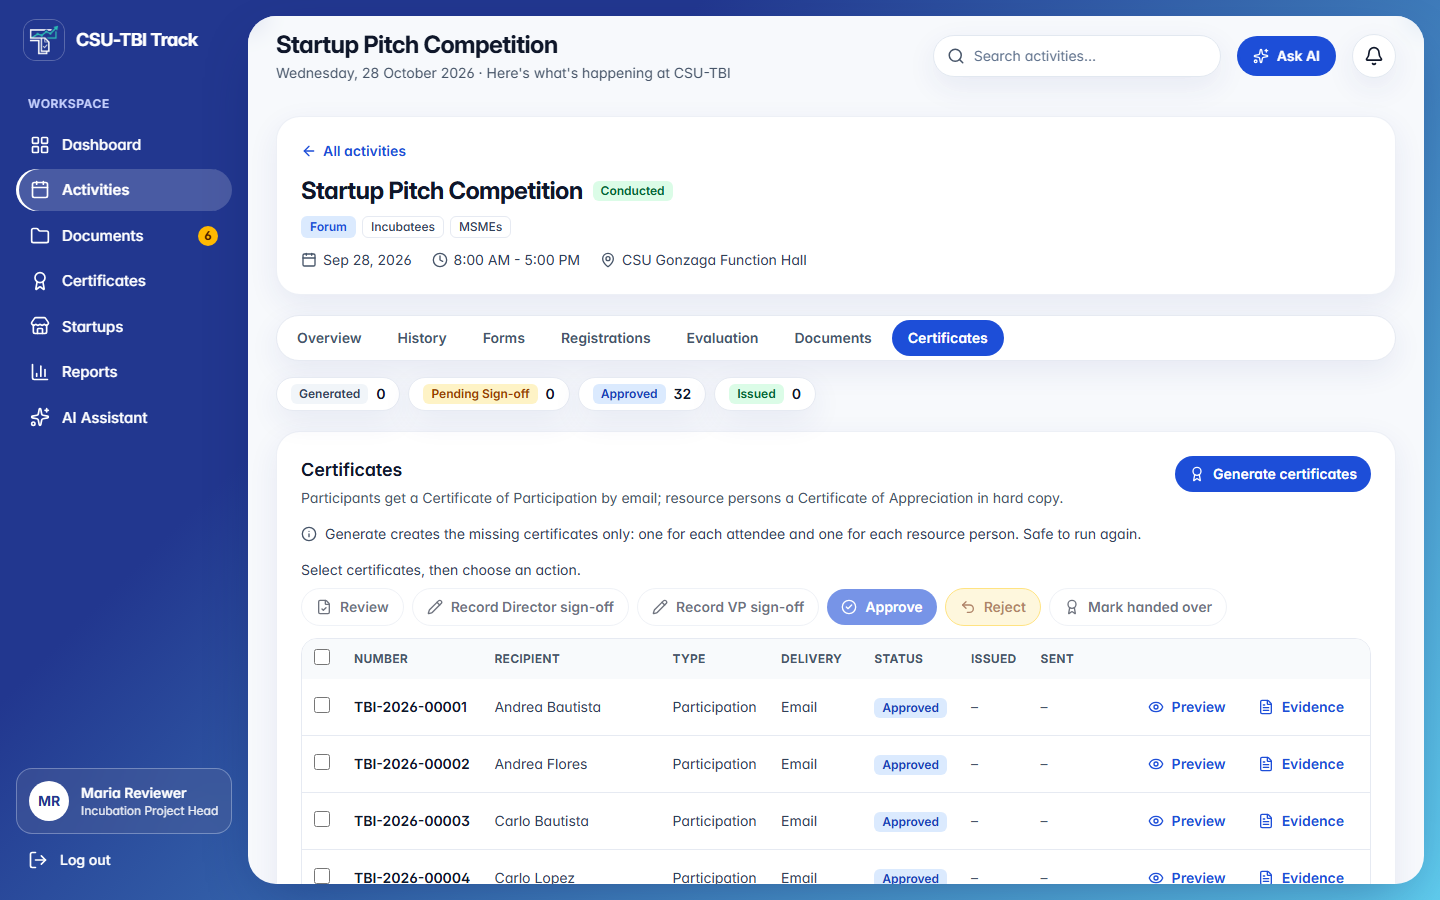 CSU-TBI Track
WORKSPACE
Dashboard
Activities
Documents 6
Certificates
Startups
Reports
AI Assistant
MR
Maria Reviewer
Incubation Project Head
Log out
Startup Pitch Competition
Wednesday, 28 October 2026 · Here's what's happening at CSU-TBI
Search activities...
Ask AI
All activities
Startup Pitch Competition Conducted
Forum Incubatees MSMEs
Sep 28, 2026 8:00 AM - 5:00 PM CSU Gonzaga Function Hall
Overview History Forms Registrations Evaluation Documents Certificates
Generated 0 Pending Sign-off 0 Approved 32 Issued 0
Certificates
Generate certificates
Participants get a Certificate of Participation by email; resource persons a Certificate of Appreciation in hard copy.
Generate creates the missing certificates only: one for each attendee and one for each resource person. Safe to run again.
Select certificates, then choose an action.
Review Record Director sign-off Record VP sign-off Approve Reject Mark handed over
NUMBER RECIPIENT TYPE DELIVERY STATUS ISSUED SENT
TBI-2026-00001 Andrea Bautista Participation Email Approved – – Preview Evidence
TBI-2026-00002 Andrea Flores Participation Email Approved – – Preview Evidence
TBI-2026-00003 Carlo Bautista Participation Email Approved – – Preview Evidence
TBI-2026-00004 Carlo Lopez Participation Email Approved – – Preview Evidence